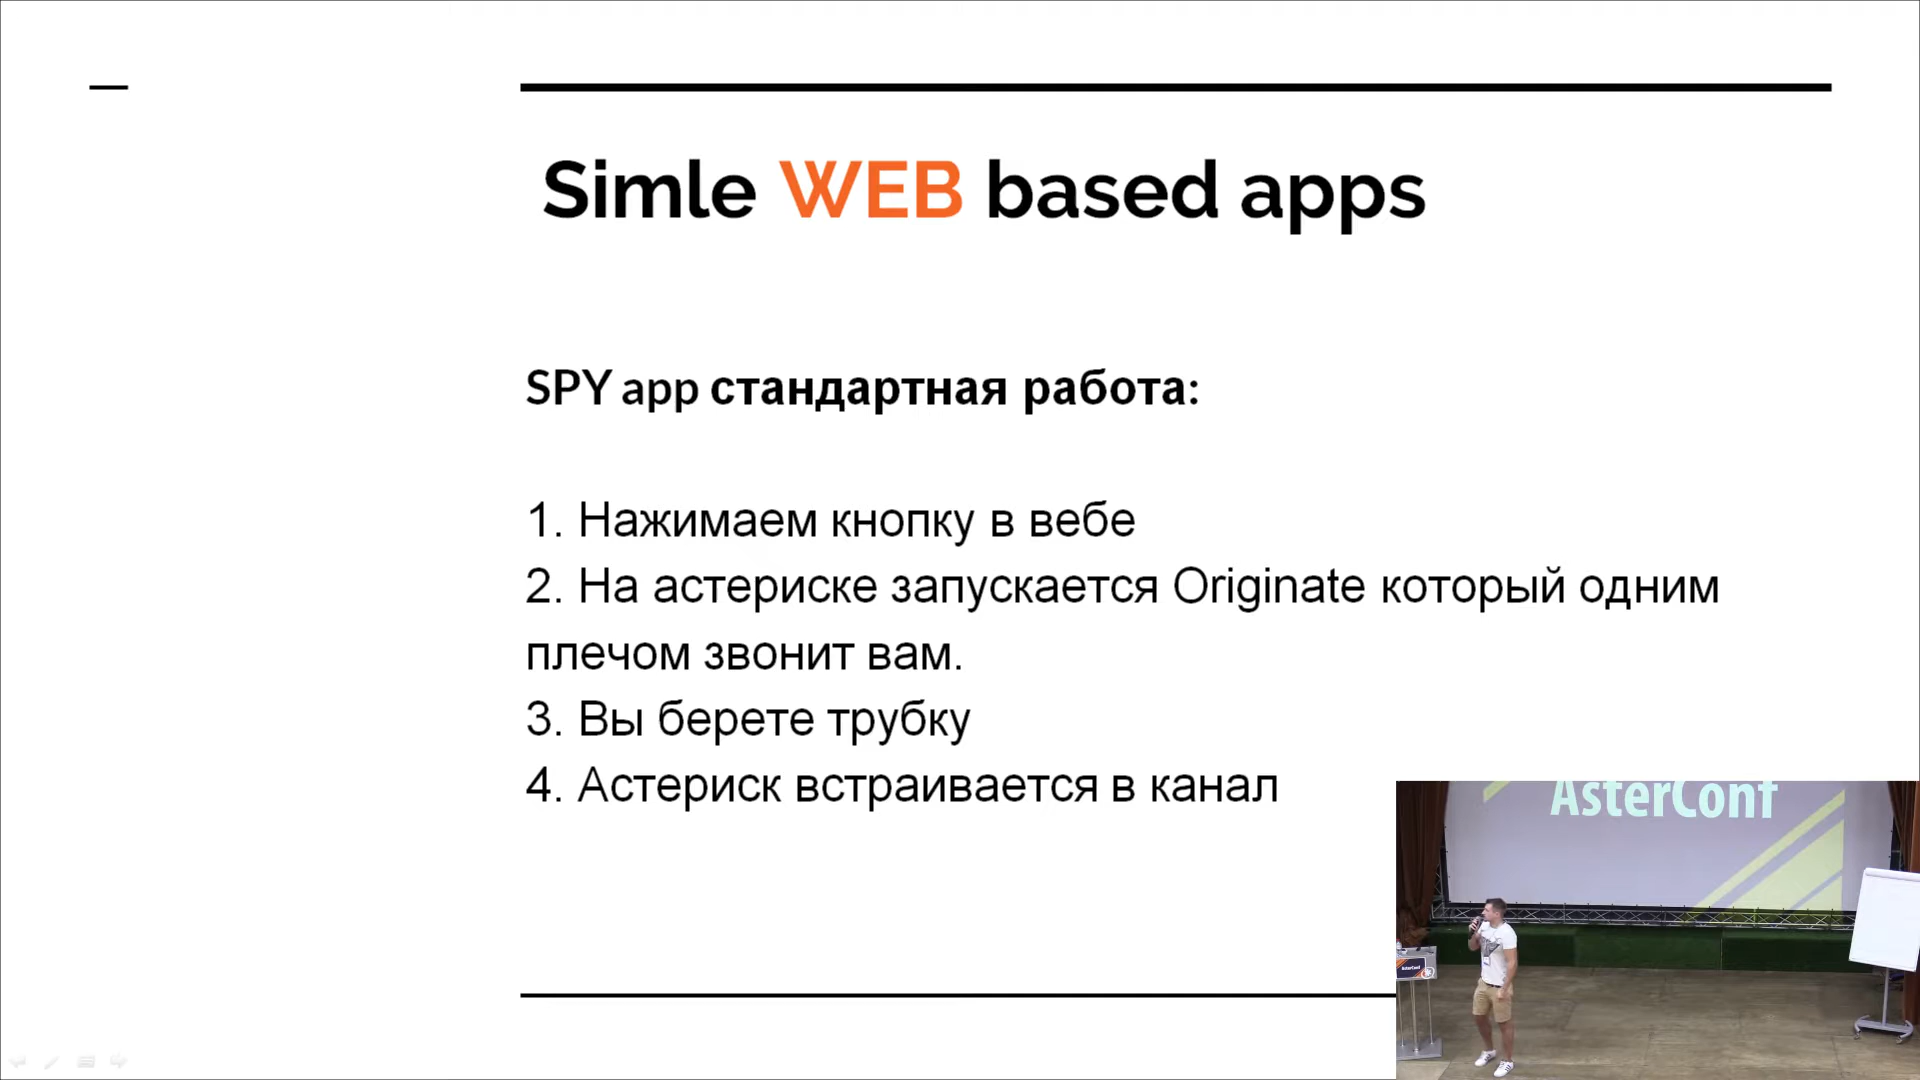 Simle WEB based apps
SPY app стандартная работа:
1. Нажимаем кнопку в вебе
2. На астериске запускается Originate который одним
плечом звонит вам.
3. Вы берете трубку
4. Астериск встраивается в канал
AsterConf
AsterConf